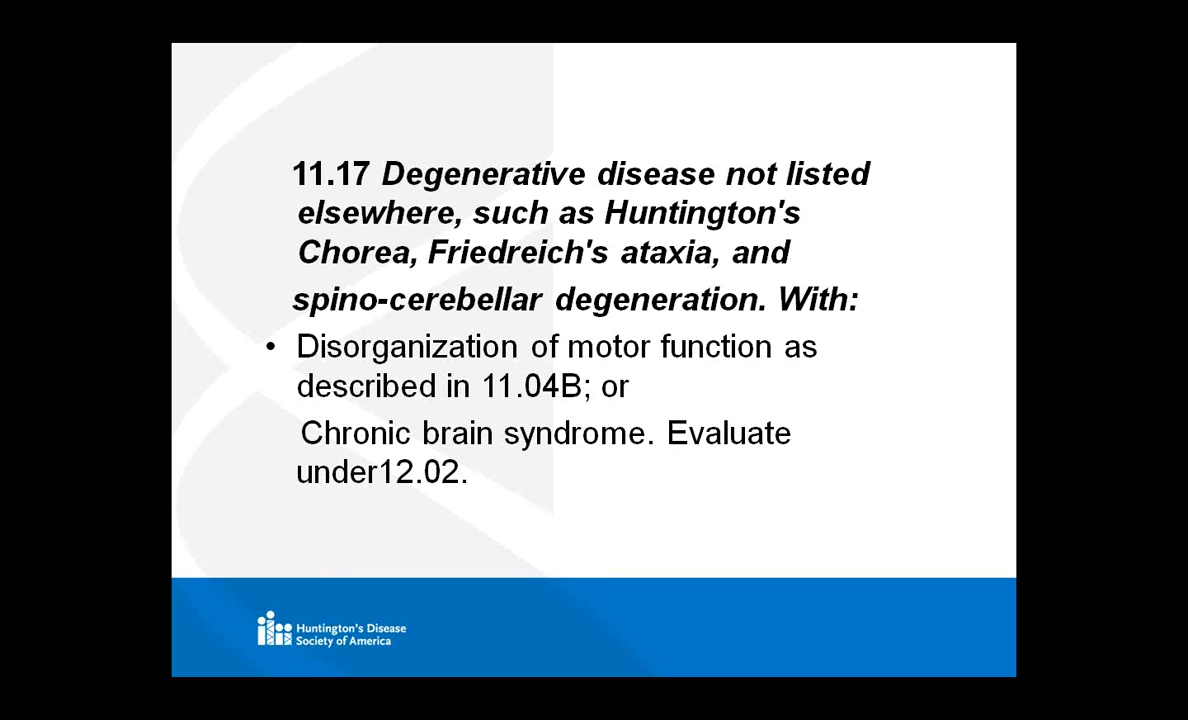 11.17 Degenerative disease not listed
elsewhere, such as Huntington's
Chorea, Friedreich's ataxia, and
spino-cerebellar degeneration. With:
• Disorganization of motor function as
described in 11.04B; or
Chronic brain syndrome. Evaluate
under12.02.
Huntington's Disease
Society of America